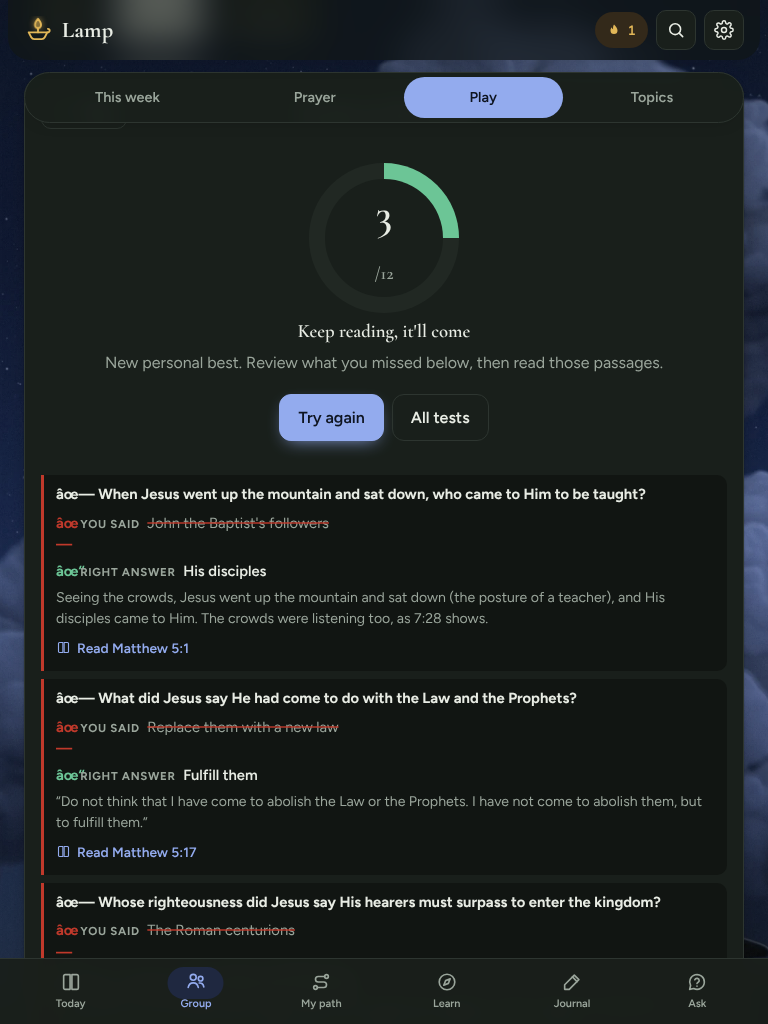 Lamp
1
This week
Prayer
Play
Topics
3
/12
Keep reading, it'll come
New personal best. Review what you missed below, then read those passages.
Try again
All tests
âœ— When Jesus went up the mountain and sat down, who came to Him to be taught?
âœ— YOU SAID John the Baptist's followers
âœ“ RIGHT ANSWER His disciples
Seeing the crowds, Jesus went up the mountain and sat down (the posture of a teacher), and His
disciples came to Him. The crowds were listening too, as 7:28 shows.
Read Matthew 5:1
âœ— What did Jesus say He had come to do with the Law and the Prophets?
âœ— YOU SAID Replace them with a new law
âœ“ RIGHT ANSWER Fulfill them
“Do not think that I have come to abolish the Law or the Prophets. I have not come to abolish them, but
to fulfill them.”
Read Matthew 5:17
âœ— Whose righteousness did Jesus say His hearers must surpass to enter the kingdom?
âœ— YOU SAID The Roman centurions
Today
Group
My path
Learn
Journal
Ask